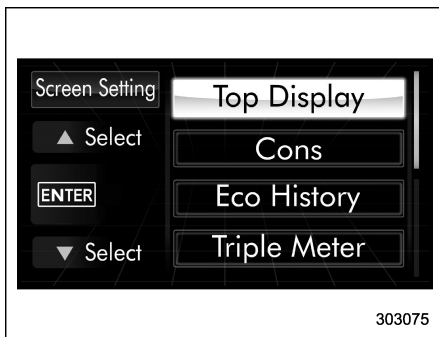 Screen Setting
▲ Select
ENTER
▼ Select
Top Display
Cons
Eco History
Triple Meter
303075